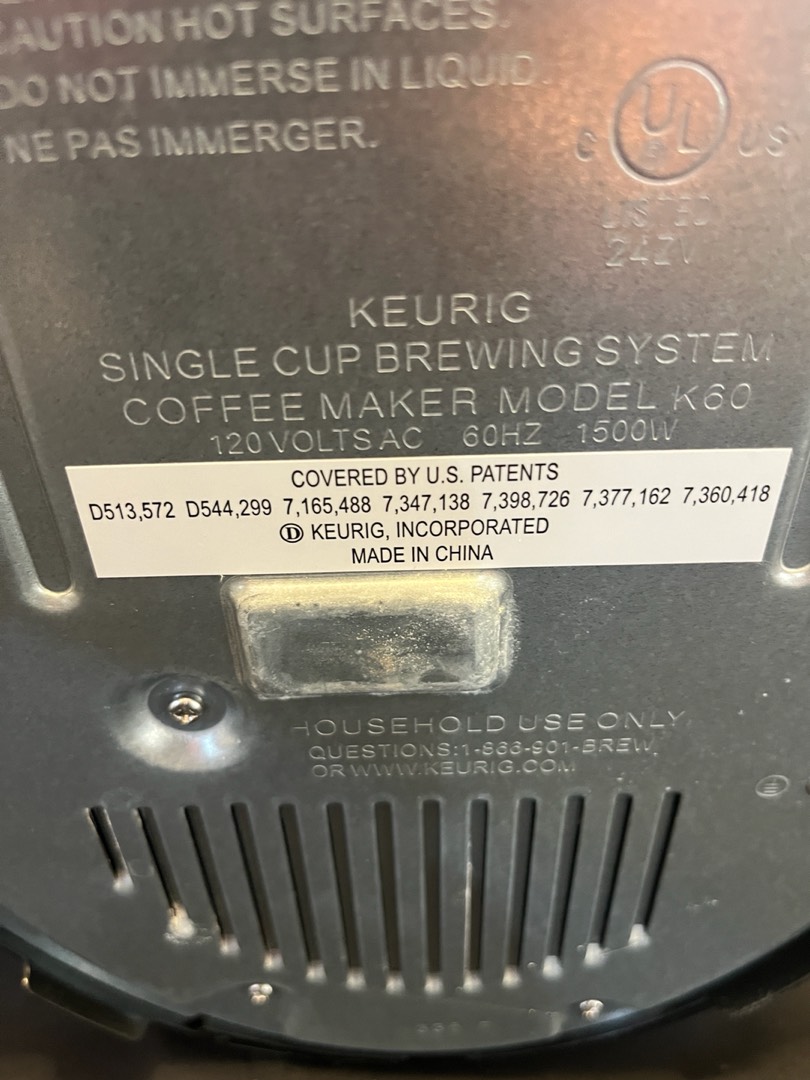 CAUTION HOT SURFACES.
DO NOT IMMERSE IN LIQUID.
NE PAS IMMERGER.
C UL US
LISTED
247V
KEURIG
SINGLE CUP BREWING SYSTEM
COFFEE MAKER MODEL K60
120 VOLTS AC 60HZ 1500W
COVERED BY U.S. PATENTS
D513,572 D544,299 7,165,488 7,347,138 7,398,726 7,377,162 7,360,418
Ⓓ KEURIG, INCORPORATED
MADE IN CHINA
HOUSEHOLD USE ONLY
QUESTIONS:1-866-901-BREW
OR WWW.KEURIG.COM